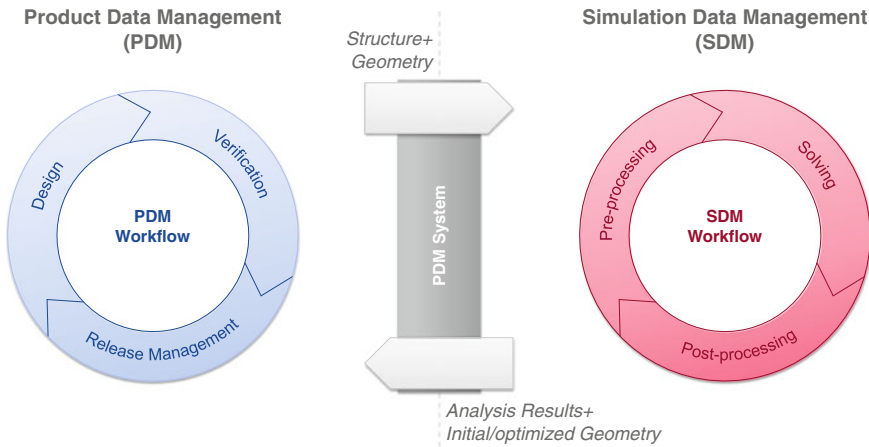 Product Data Management
(PDM)
Design
Verification
Release Management
PDM
Workflow
Structure+
Geometry
PDM System
Analysis Results+
Initial/optimized Geometry
Simulation Data Management
(SDM)
Pre-processing
Solving
Post-processing
SDM
Workflow